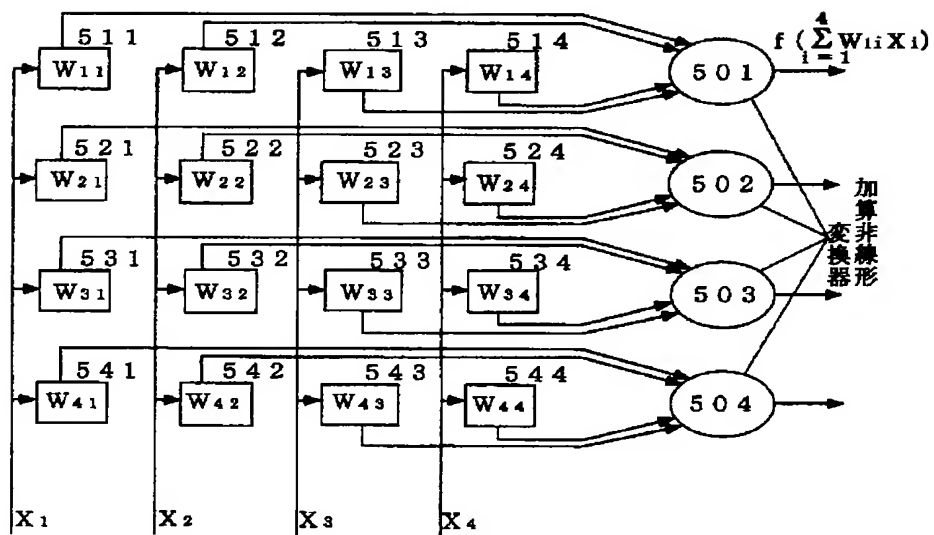 511 512 513 514
4
f (Σ W₁ᵢ Xᵢ)
i = 1
W₁₁ W₁₂ W₁₃ W₁₄ 501
521 522 523 524
W₂₁ W₂₂ W₂₃ W₂₄ 502
加算非線形
変換器
531 532 533 534
W₃₁ W₃₂ W₃₃ W₃₄ 503
541 542 543 544
W₄₁ W₄₂ W₄₃ W₄₄ 504
X₁ X₂ X₃ X₄